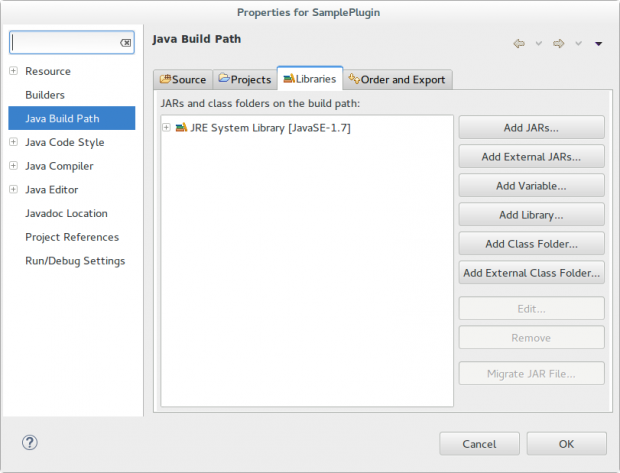 Properties for SamplePlugin
Java Build Path
Resource
Builders
Java Build Path
Java Code Style
Java Compiler
Java Editor
Javadoc Location
Project References
Run/Debug Settings
Source Projects Libraries Order and Export
JARs and class folders on the build path:
JRE System Library [JavaSE-1.7]
Add JARs...
Add External JARs...
Add Variable...
Add Library...
Add Class Folder...
Add External Class Folder...
Edit...
Remove
Migrate JAR File...
?
Cancel OK